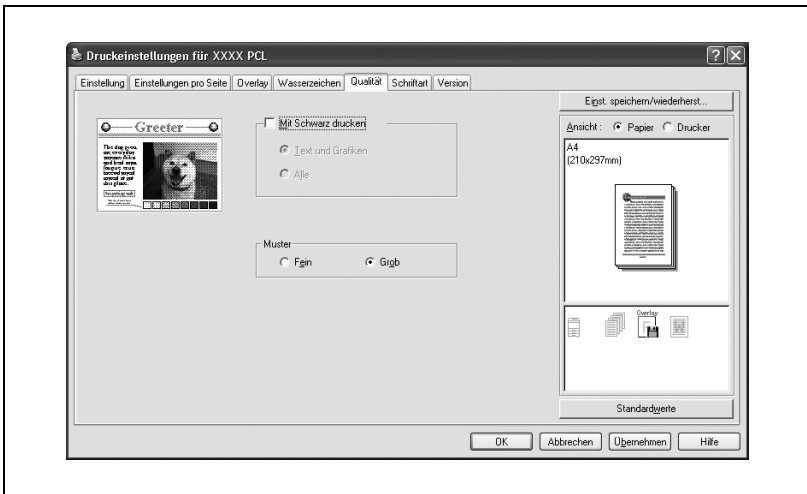 Druckeinstellungen für XXXX PCL
Einstellung Einstellungen pro Seite Overlay Wasserzeichen Qualität Schriftart Version
Greeter
Mit Schwarz drucken
Text und Grafiken
Alle
Muster
Fein Grob
Einst. speichern/wiederherst...
Ansicht : Papier Drucker
A4
(210x297mm)
Overlay
Standardwerte
OK Abbrechen Übernehmen Hilfe